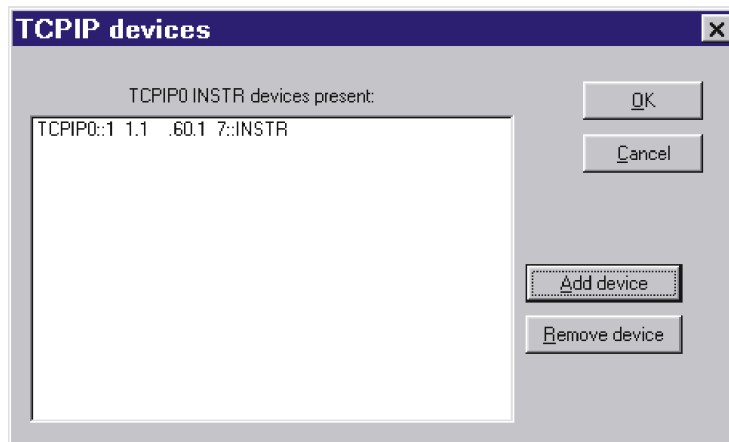 TCPIP devices
TCPIP0 INSTR devices present:
TCPIP0::1 1.1 .60.1 7::INSTR
OK
Cancel
Add device
Remove device